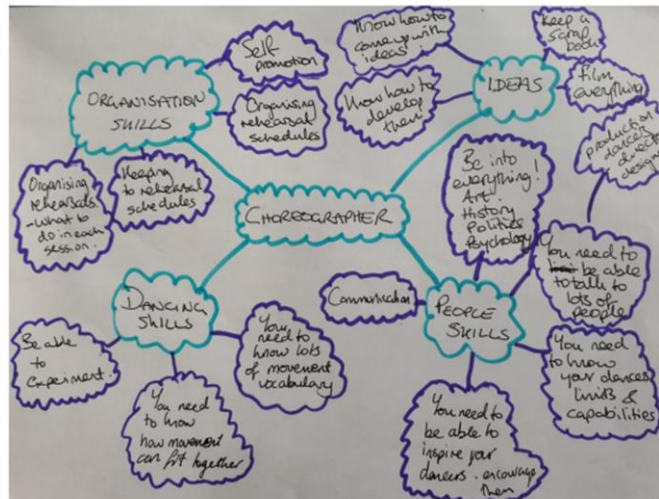 CHOREOGRAPHER
ORGANISATION
SKILLS
Self
promotion
Organising
rehearsal
schedules
Keeping
to rehearsal
schedules
Organising
rehearsals
- what to
do in each
session.
IDEAS
Know how to
come up with
ideas
Know how to
develop
them
Keep a
scrap
book
film
everything
DANCING
SKILLS
Be able
to
experiment.
You need
to know
how movement
can fit together
You
need to
know lots
of movement
vocabulary
PEOPLE
SKILLS
Communication
Be into
everything!
Art
History
Politics
Psychology
You need to
be able
to talk to
lots of
people
production
dancers
director
designer
You need
to know
your dancers
limits &
capabilities
You need to
be able to
inspire your
dancers - encourage
them